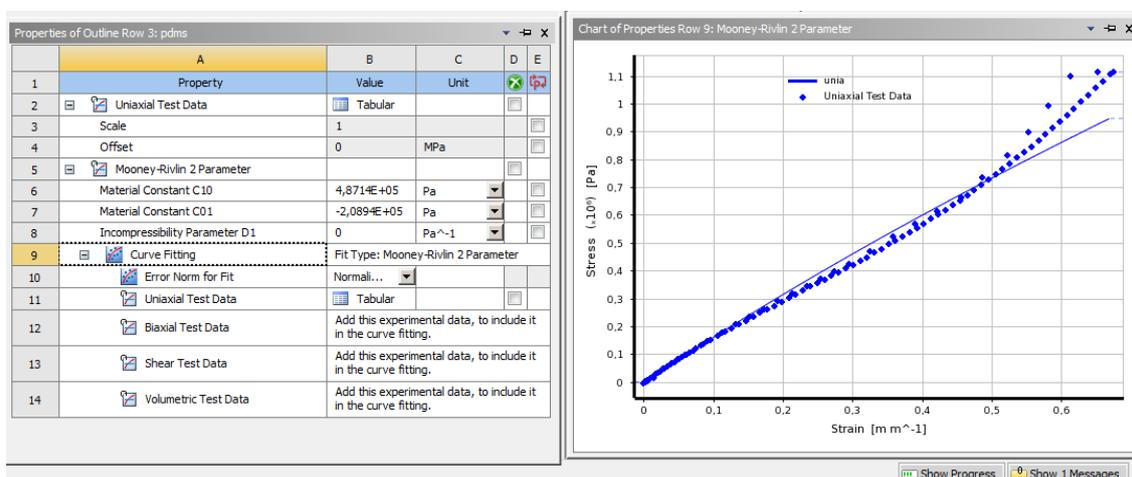 Properties of Outline Row 3: pdms
A B C D E
1 Property Value Unit
2 Uniaxial Test Data Tabular
3 Scale 1
4 Offset 0 MPa
5 Mooney-Rivlin 2 Parameter
6 Material Constant C10 4,8714E+05 Pa
7 Material Constant C01 -2,0894E+05 Pa
8 Incompressibility Parameter D1 0 Pa^-1
9 Curve Fitting Fit Type: Mooney-Rivlin 2 Parameter
10 Error Norm for Fit Normali...
11 Uniaxial Test Data Tabular
12 Biaxial Test Data Add this experimental data, to include it
in the curve fitting.
13 Shear Test Data Add this experimental data, to include it
in the curve fitting.
14 Volumetric Test Data Add this experimental data, to include it
in the curve fitting.
Chart of Properties Row 9: Mooney-Rivlin 2 Parameter
unia
Uniaxial Test Data
1,1
1
0,9
0,8
0,7
0,6
0,5
0,4
0,3
0,2
0,1
0
Stress (x10⁶) [Pa]
0 0,1 0,2 0,3 0,4 0,5 0,6
Strain [m m^-1]
Show Progress Show 1 Messages